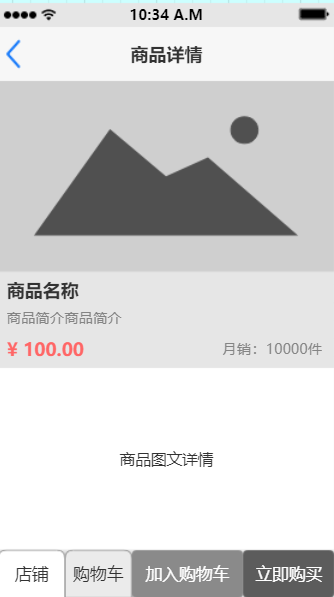 10:34 A.M
商品详情
商品名称
商品简介商品简介
¥ 100.00 月销：10000件
商品图文详情
店铺 购物车 加入购物车 立即购买